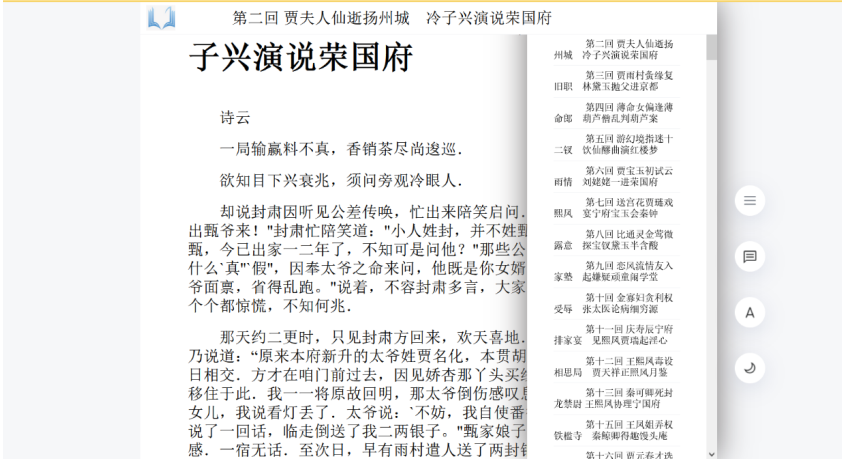 第二回 贾夫人仙逝扬州城　冷子兴演说荣国府
子兴演说荣国府
诗云
一局输赢料不真，香销茶尽尚逡巡．
欲知目下兴衰兆，须问旁观冷眼人．
却说封肃因听见公差传唤，忙出来陪笑启问．
出甄爷来！"封肃忙陪笑道："小人姓封，并不姓甄
甄，今已出家一二年了，不知可是问他？"那些公
什么`真"`假"，因奉太爷之命来问，他既是你女婿
爷面禀，省得乱跑。"说着，不容封肃多言，大家
个个都惊慌，不知何兆．
那天约二更时，只见封肃方回来，欢天喜地．
乃说道：“原来本府新升的太爷姓贾名化，本贯胡
日相交．方才在咱门前过去，因见娇杏那丫头买线
移住于此．我一一将原故回明，那太爷倒伤感叹息
女儿，我说看灯丢了．太爷说：`不妨，我自使番
说了一回话，临走倒送了我二两银子。"甄家娘子
感．一宿无话．至次日，早有雨村遣人送了两封银
第二回 贾夫人仙逝扬
州城　冷子兴演说荣国府
第三回 贾雨村夤缘复
旧职　林黛玉抛父进京都
第四回 薄命女偏逢薄
命郎　葫芦僧乱判葫芦案
第五回 游幻境指迷十
二钗　饮仙醪曲演红楼梦
第六回 贾宝玉初试云
雨情　刘姥姥一进荣国府
第七回 送宫花贾琏戏
熙凤　宴宁府宝玉会秦钟
第八回 比通灵金莺微
露意　探宝钗黛玉半含酸
第九回 恋风流情友入
家塾　起嫌疑顽童闹学堂
第十回 金寡妇贪利权
受辱　张太医论病细穷源
第十一回 庆寿辰宁府
排家宴　见熙凤贾瑞起淫心
第十二回 王熙凤毒设
相思局　贾天祥正照风月鉴
第十三回 秦可卿死封
龙禁尉 王熙凤协理宁国府
第十五回 王凤姐弄权
铁槛寺　秦鲸卿得趣馒头庵
第十六回 贾元春才选
A